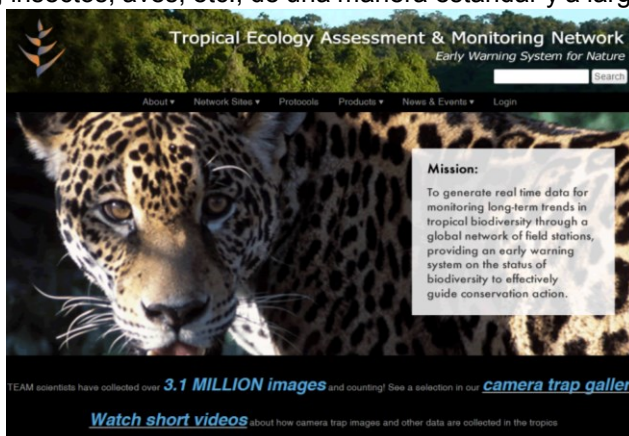 insectos, aves, etc., de una manera estándar y a larg
Tropical Ecology Assessment & Monitoring Network
Early Warning System for Nature
Search
About ▾ Network Sites ▾ Protocols Products ▾ News & Events ▾ Login
Mission:
To generate real time data for
monitoring long-term trends in
tropical biodiversity through a
global network of field stations,
providing an early warning
system on the status of
biodiversity to effectively
guide conservation action.
TEAM scientists have collected over 3.1 MILLION images and counting! See a selection in our camera trap galler
Watch short videos about how camera trap images and other data are collected in the tropics